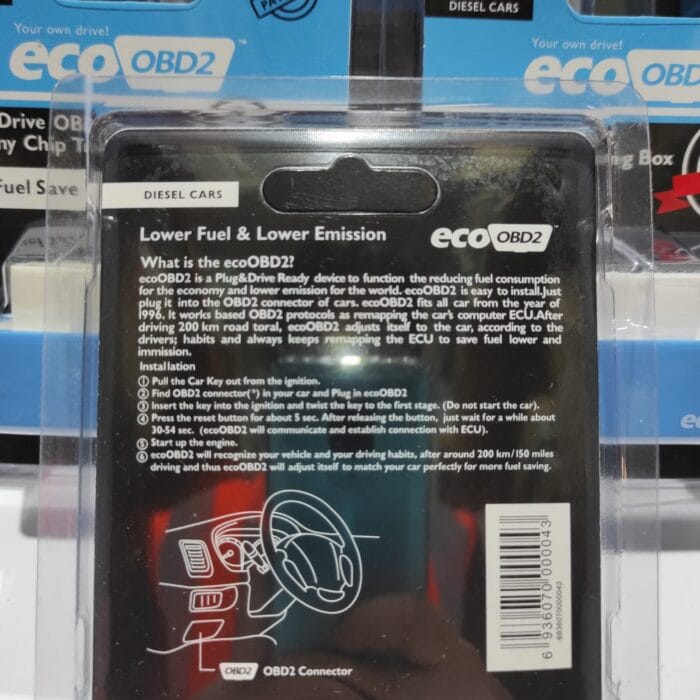 DIESEL CARS
Your own drive!
eco OBD2™
Your own drive!
eco OBD
Drive OB
ny Chip T
Fuel Save
ng Box
DIESEL CARS
Lower Fuel & Lower Emission
eco OBD2™
What is the ecoOBD2?
ecoOBD2 is a Plug&Drive Ready device to function the reducing fuel consumption
for the economy and lower emission for the world. ecoOBD2 is easy to install.Just
plug it into the OBD2 connector of cars. ecoOBD2 fits all car from the year of
1996. It works based OBD2 protocols as remapping the car's computer ECU.After
driving 200 km road toral, ecoOBD2 adjusts itself to the car, according to the
drivers; habits and always keeps remapping the ECU to save fuel lower and
immission.
Installation
① Pull the Car Key out from the ignition.
② Find OBD2 connector(*) in your car and Plug in ecoOBD2
③ Insert the key into the ignition and twist the key to the first stage. (Do not start the car).
④ Press the reset button for about 5 sec. After releasing the button, just wait for a while about
30-54 sec. (ecoOBD2 will communicate and establish connection with ECU).
⑤ Start up the engine.
⑥ ecoOBD2 will recognize your vehicle and your driving habits, after around 200 km/150 miles
driving and thus ecoOBD2 will adjust itself to match your car perfectly for more fuel saving.
6 936070 000043
6936070000043
OBD2 OBD2 Connector